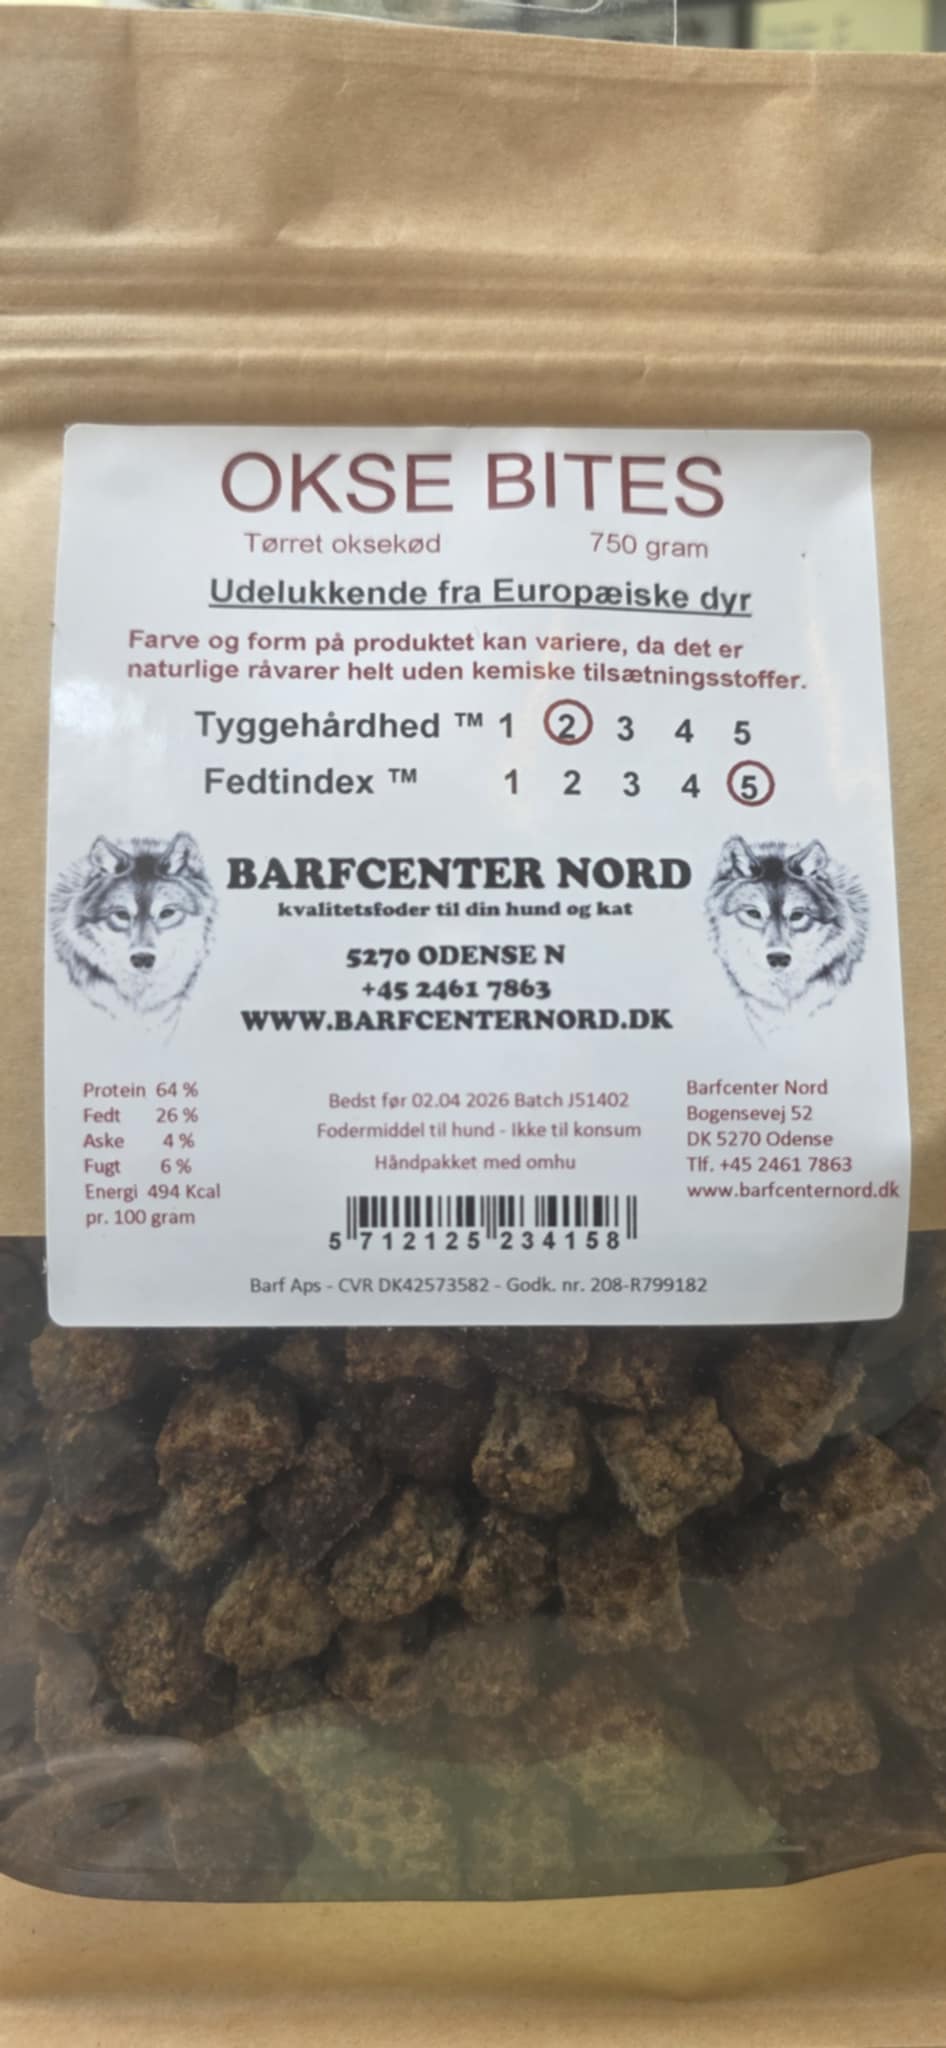 OKSE BITES
Tørret oksekød 750 gram
Udelukkende fra Europæiske dyr
Farve og form på produktet kan variere, da det er
naturlige råvarer helt uden kemiske tilsætningsstoffer.
Tyggehårdhed ™ 1 2 3 4 5
Fedtindex ™ 1 2 3 4 5
BARFCENTER NORD
kvalitetsfoder til din hund og kat
5270 ODENSE N
+45 2461 7863
WWW.BARFCENTERNORD.DK
Protein 64 %
Fedt 26 %
Aske 4 %
Fugt 6 %
Energi 494 Kcal
pr. 100 gram
Bedst før 02.04 2026 Batch J51402
Fodermiddel til hund - Ikke til konsum
Håndpakket med omhu
Barfcenter Nord
Bogensevej 52
DK 5270 Odense
Tlf. +45 2461 7863
www.barfcenternord.dk
5 712125 234158
Barf Aps - CVR DK42573582 - Godk. nr. 208-R799182